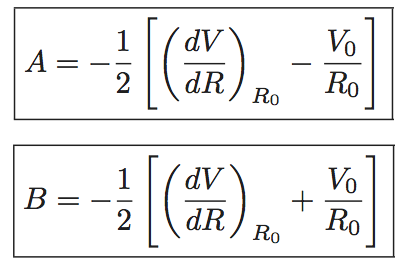 A = −\frac{1}{2} \left[ \left( \frac{dV}{dR} \right)_{R_0} − \frac{V_0}{R_0} \right]
B = −\frac{1}{2} \left[ \left( \frac{dV}{dR} \right)_{R_0} + \frac{V_0}{R_0} \right]